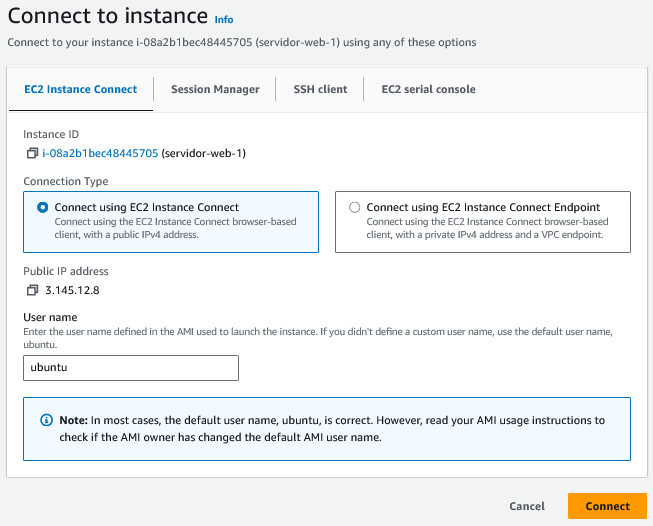 Connect to instance Info
Connect to your instance i-08a2b1bec48445705 (servidor-web-1) using any of these options
EC2 Instance Connect
Session Manager
SSH client
EC2 serial console
Instance ID
i-08a2b1bec48445705 (servidor-web-1)
Connection Type
Connect using EC2 Instance Connect
Connect using the EC2 Instance Connect browser-based
client, with a public IPv4 address.
Connect using EC2 Instance Connect Endpoint
Connect using the EC2 Instance Connect browser-based
client, with a private IPv4 address and a VPC endpoint.
Public IP address
3.145.12.8
User name
Enter the user name defined in the AMI used to launch the instance. If you didn't define a custom user name, use the default user name,
ubuntu.
ubuntu
Note: In most cases, the default user name, ubuntu, is correct. However, read your AMI usage instructions to
check if the AMI owner has changed the default AMI user name.
Cancel
Connect